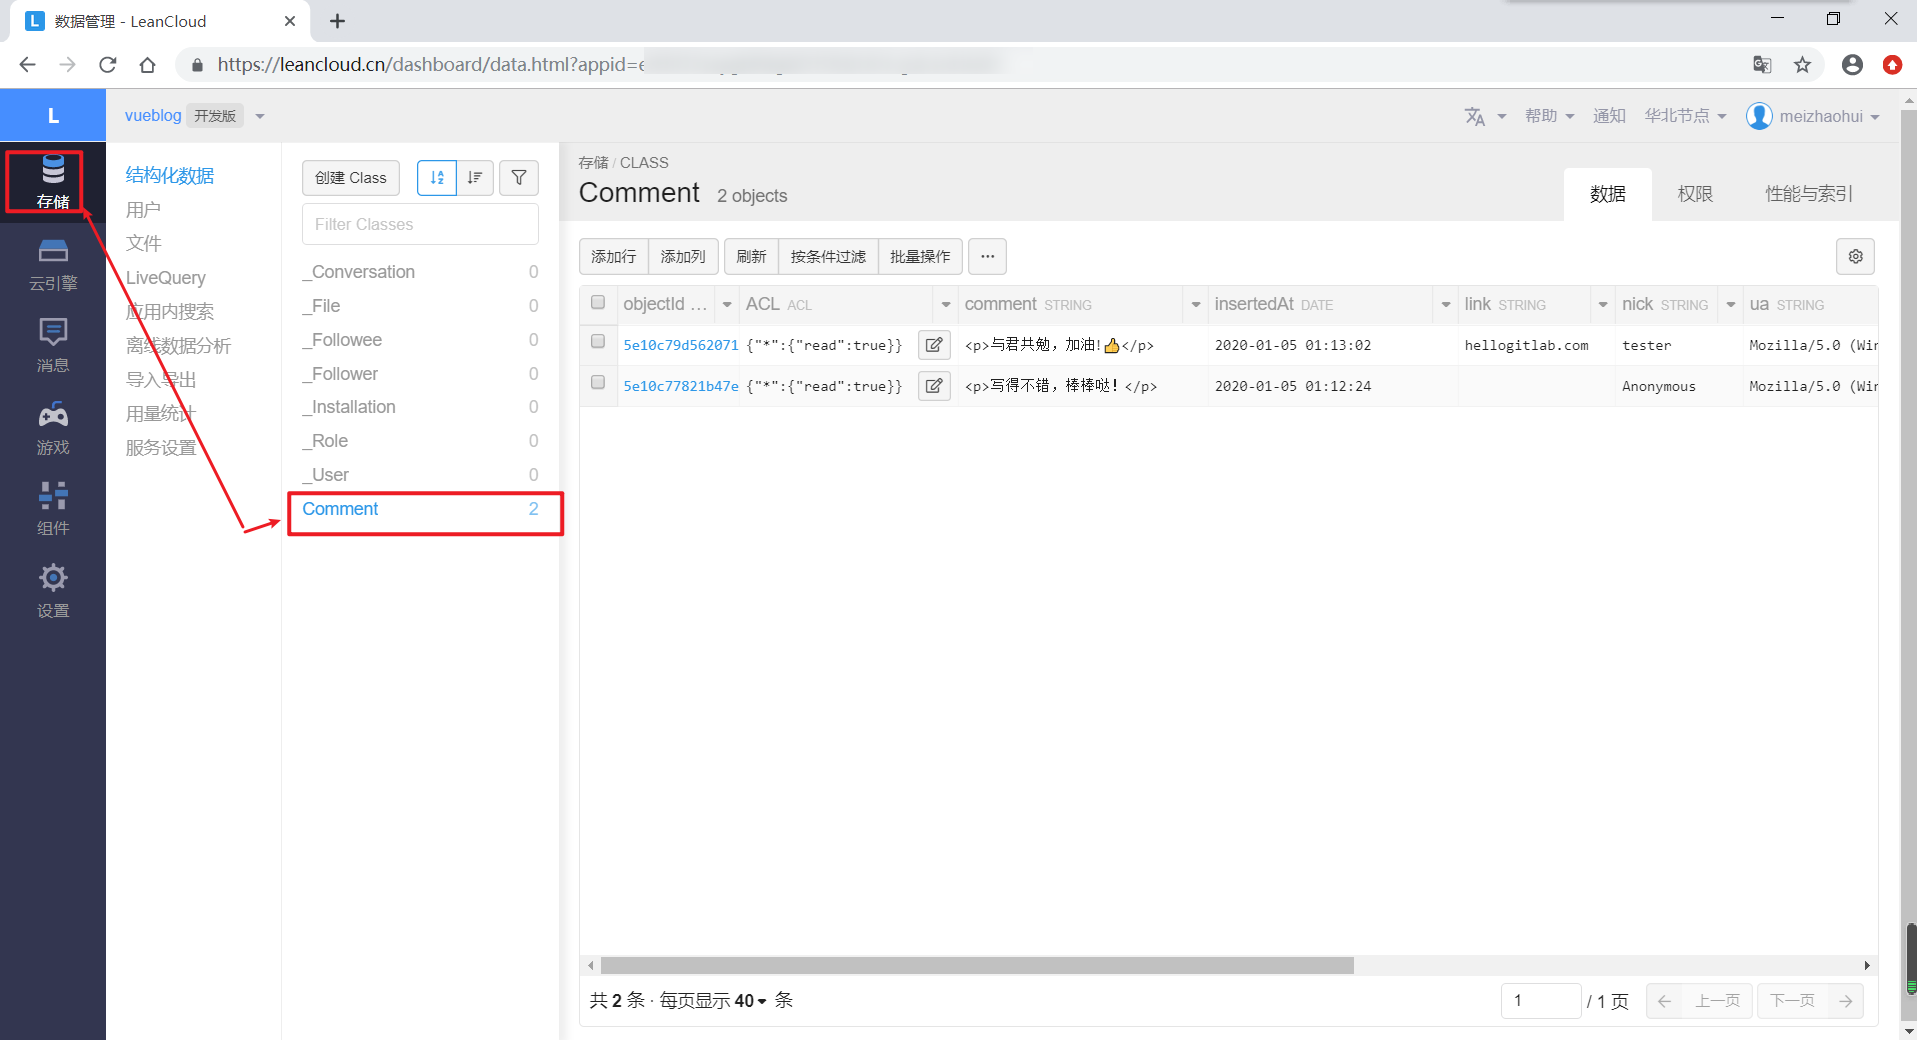 数据管理 - LeanCloud
https://leancloud.cn/dashboard/data.html?appid=e
L
vueblog 开发版
帮助 通知 华北节点 meizhaohui
存储
云引擎
消息
游戏
组件
设置
结构化数据
用户
文件
LiveQuery
应用内搜索
离线数据分析
导入导出
用量统计
服务设置
创建 Class
Filter Classes
_Conversation 0
_File 0
_Followee 0
_Follower 0
_Installation 0
_Role 0
_User 0
Comment 2
存储 / CLASS
Comment 2 objects
数据 权限 性能与索引
添加行 添加列 刷新 按条件过滤 批量操作 ···
objectId ... ACL ACL comment STRING insertedAt DATE link STRING nick STRING ua STRING
5e10c79d562071 {"*":{"read":true}} <p>与君共勉，加油!👍</p> 2020-01-05 01:13:02 hellogitlab.com tester Mozilla/5.0 (Win
5e10c77821b47e {"*":{"read":true}} <p>写得不错，棒棒哒！</p> 2020-01-05 01:12:24 Anonymous Mozilla/5.0 (Win
共 2 条 · 每页显示 40 条
1 / 1 页 上一页 下一页